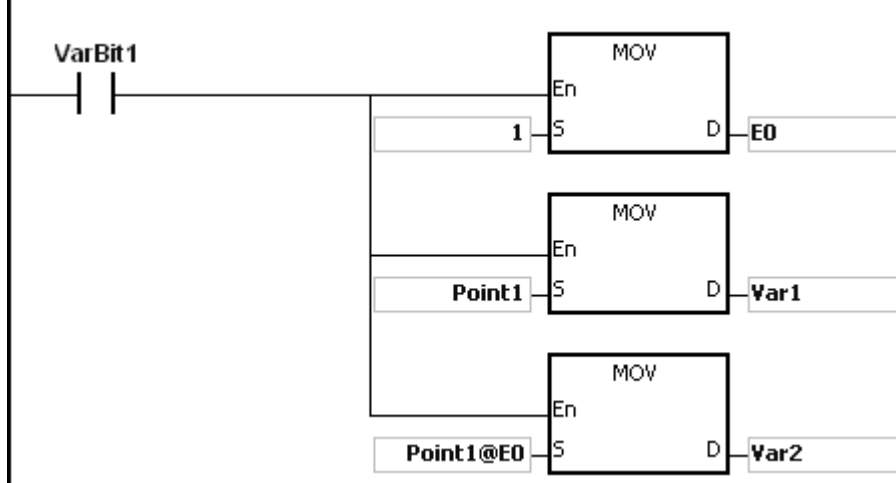 VarBit1
MOV
En
1 S D E0
MOV
En
Point1 S D Var1
MOV
En
Point1@E0 S D Var2